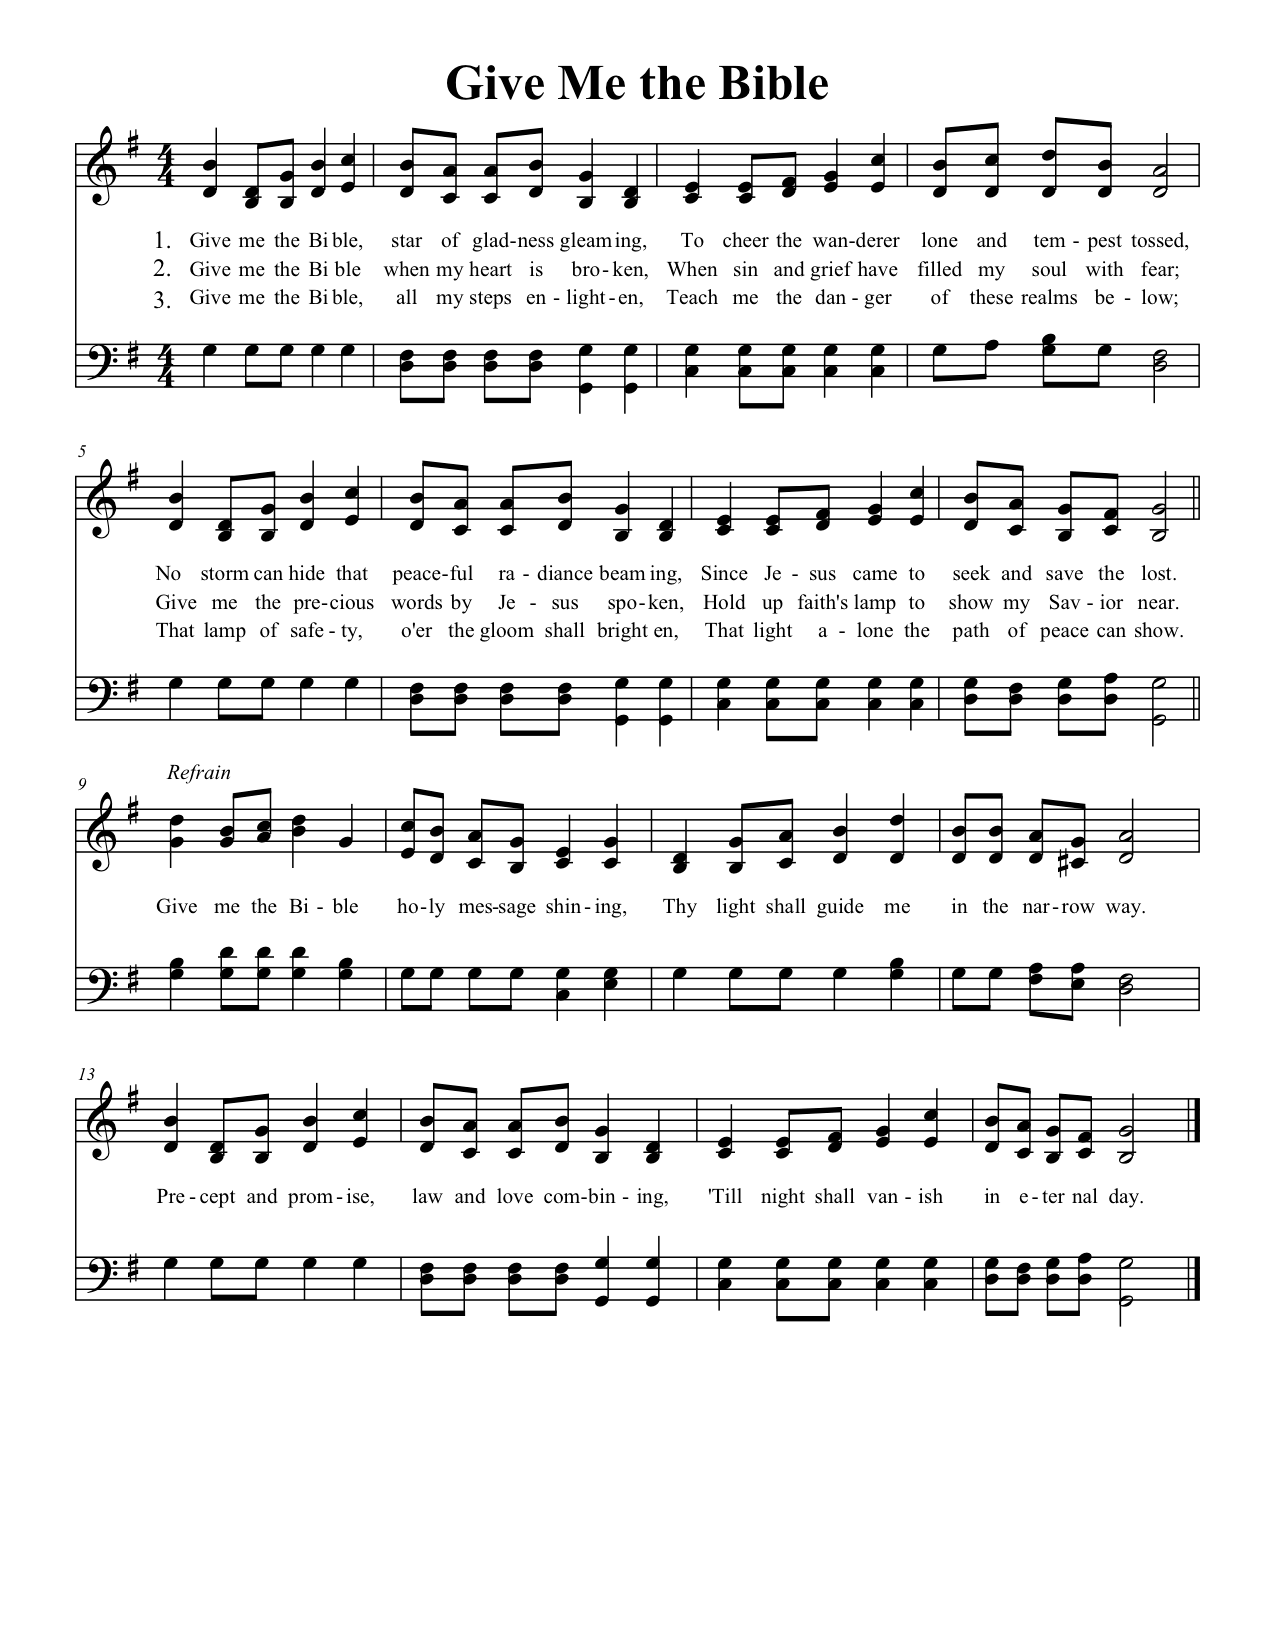 Give Me the Bible
4 4
1. Give me the Bi ble, star of glad-ness gleam ing, To cheer the wan-derer lone and tem - pest tossed,
2. Give me the Bi ble when my heart is bro-ken, When sin and grief have filled my soul with fear;
3. Give me the Bi ble, all my steps en-light-en, Teach me the dan-ger of these realms be - low;
4 4
5
No storm can hide that peace-ful ra - diance beam ing, Since Je - sus came to seek and save the lost.
Give me the pre-cious words by Je - sus spo-ken, Hold up faith's lamp to show my Sav - ior near.
That lamp of safe - ty, o'er the gloom shall bright en, That light a - lone the path of peace can show.
9
Refrain
Give me the Bi - ble ho-ly mes-sage shin - ing, Thy light shall guide me in the nar-row way.
13
Pre - cept and prom - ise, law and love com-bin - ing, 'Till night shall van - ish in e-ter nal day.